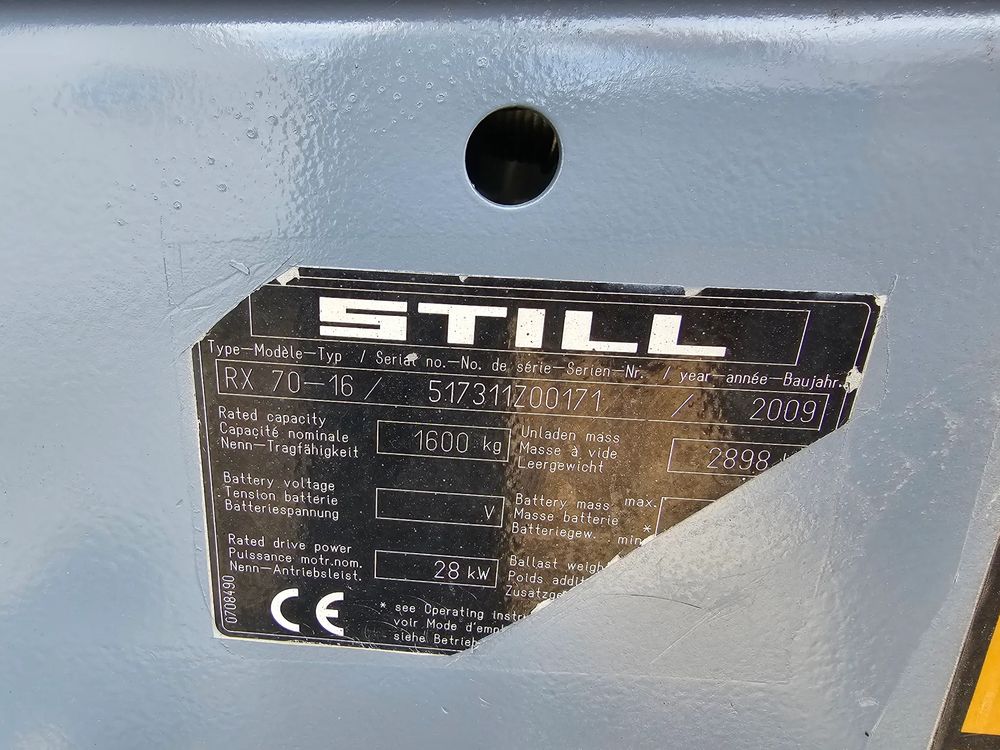 STILL
Type—Modèle—Typ / Serial no.—No. de série—Serien-Nr. / year-année-Baujahr
RX 70-16 / 517311Z00171 / 2009
Rated capacity
Capacité nominale
Nenn-Tragfähigkeit
1600 kg
Unladen mass
Masse à vide
Leergewicht
2898
Battery voltage
Tension batterie
Batteriespannung
V
Battery mass max.
Masse batterie
Batteriegew. min
*
Rated drive power
Puissance motr.nom.
Nenn-Antriebsleist.
28 kW
Ballast weigh
Poids addit
Zusatzge
0708490
CE
* see Operating Instr
voir Mode d'empl
siehe Betrieb